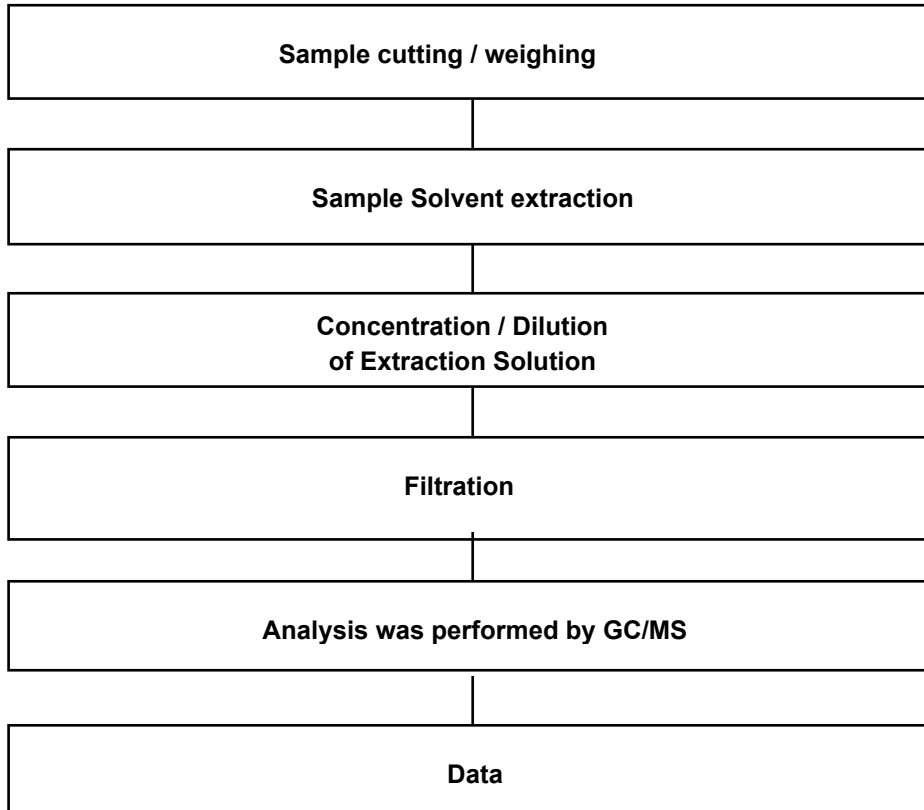 Sample cutting / weighing
Sample Solvent extraction
Concentration / Dilution
of Extraction Solution
Filtration
Analysis was performed by GC/MS
Data